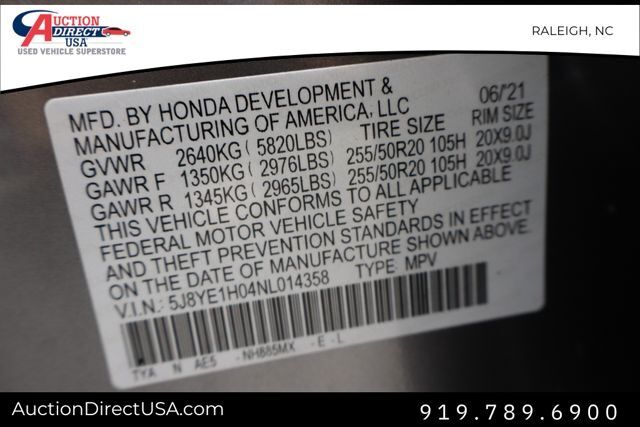 AUCTION
DIRECT
USA
USED VEHICLE SUPERSTORE
RALEIGH, NC
MFD. BY HONDA DEVELOPMENT &
MANUFACTURING OF AMERICA, LLC 06/'21
GVWR 2640KG ( 5820LBS) TIRE SIZE RIM SIZE
GAWR F 1350KG ( 2976LBS) 255/50R20 105H 20X9.0J
GAWR R 1345KG ( 2965LBS) 255/50R20 105H 20X9.0J
THIS VEHICLE CONFORMS TO ALL APPLICABLE
FEDERAL MOTOR VEHICLE SAFETY
AND THEFT PREVENTION STANDARDS IN EFFECT
ON THE DATE OF MANUFACTURE SHOWN ABOVE.
V.I.N.: 5J8YE1H04NL014358 TYPE: MPV
TYA N AE5 -NH885MX -E-L
AuctionDirectUSA.com
919.789.6900